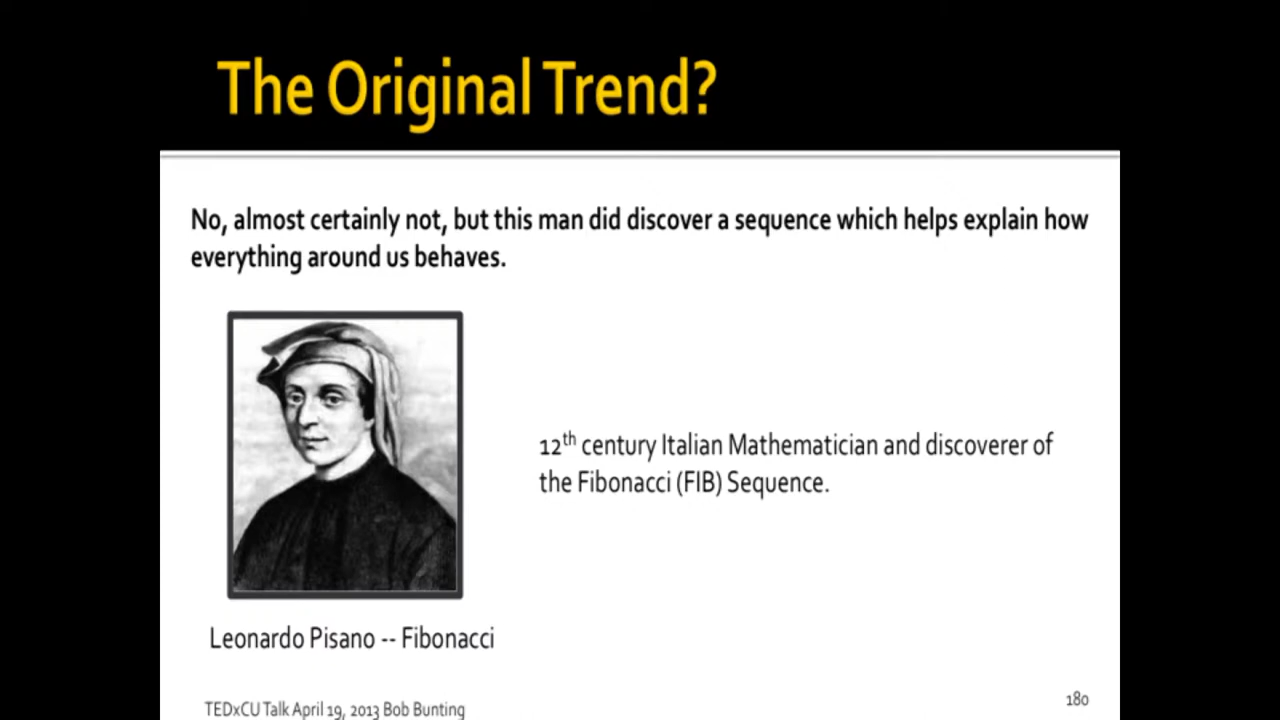 The Original Trend?
No, almost certainly not, but this man did discover a sequence which helps explain how
everything around us behaves.
12th century Italian Mathematician and discoverer of
the Fibonacci (FIB) Sequence.
Leonardo Pisano -- Fibonacci
TEDxCU Talk April 19, 2013 Bob Bunting
180